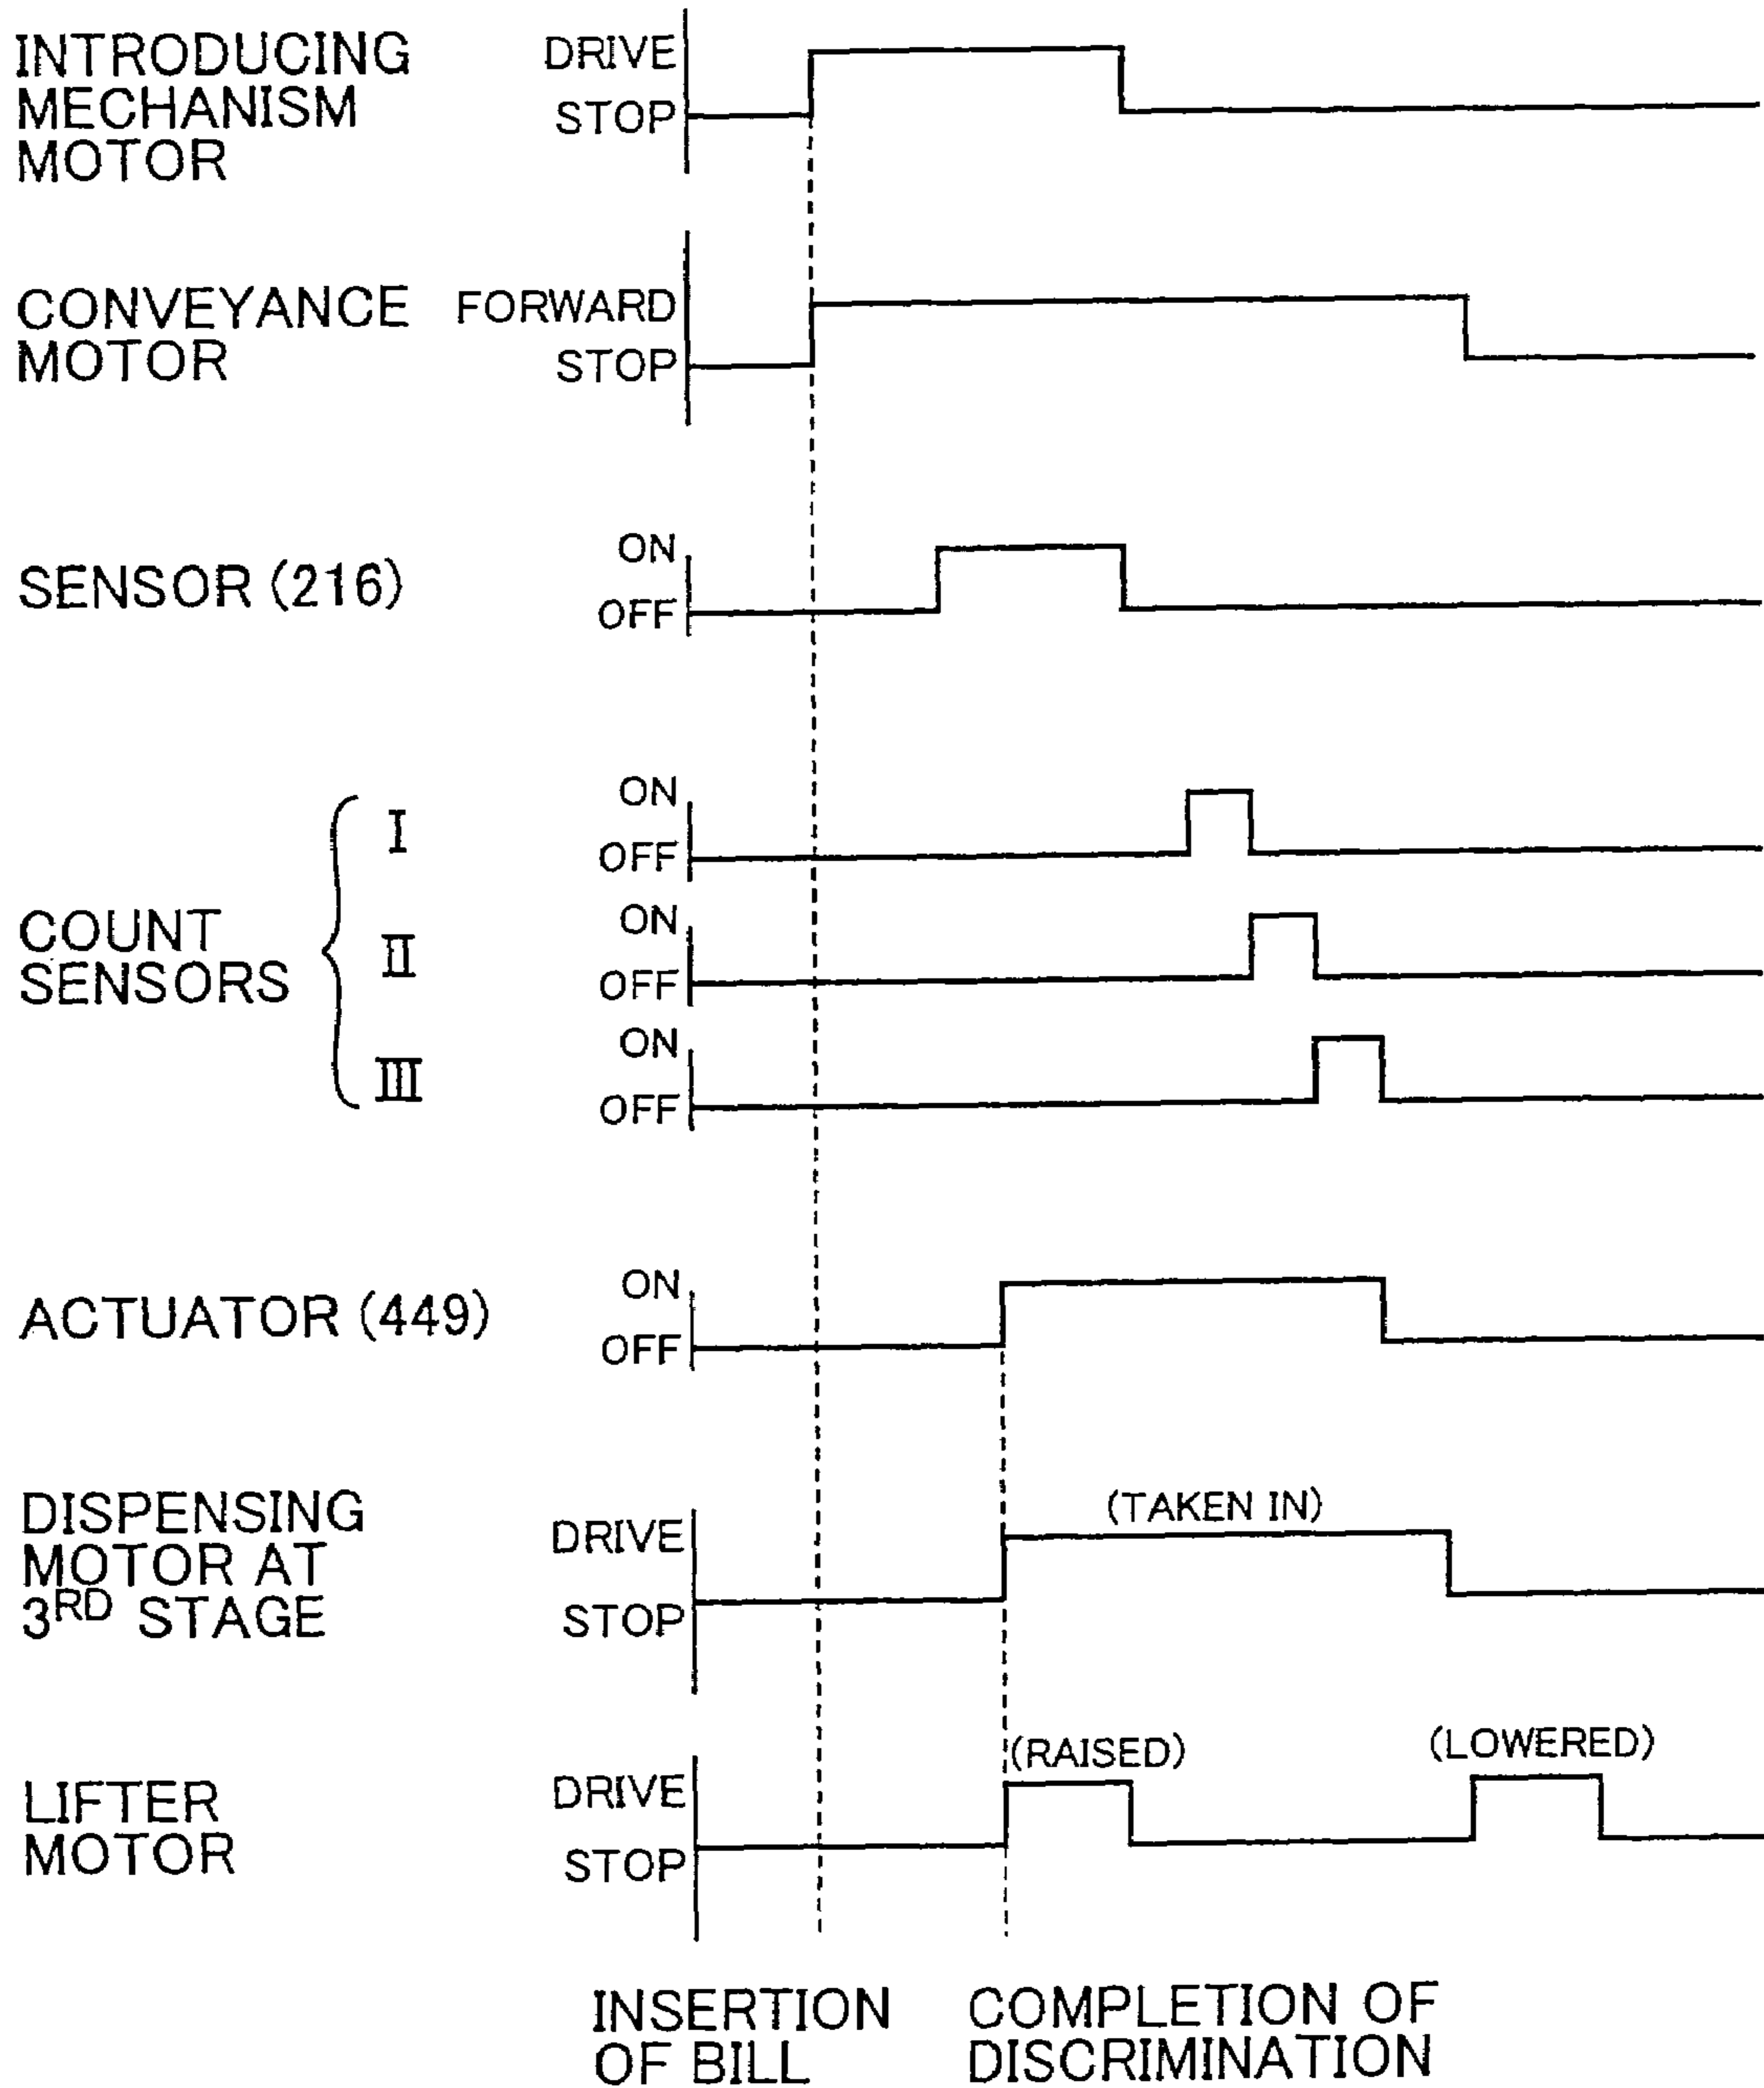 INTRODUCING
MECHANISM
MOTOR
DRIVE
STOP
CONVEYANCE
MOTOR
FORWARD
STOP
SENSOR (216)
ON
OFF
COUNT
SENSORS
I
ON
OFF
II
ON
OFF
III
ON
OFF
ACTUATOR (449)
ON
OFF
DISPENSING
MOTOR AT
3RD STAGE
DRIVE
STOP
(TAKEN IN)
LIFTER
MOTOR
DRIVE
STOP
(RAISED)
(LOWERED)
INSERTION
OF BILL
COMPLETION OF
DISCRIMINATION